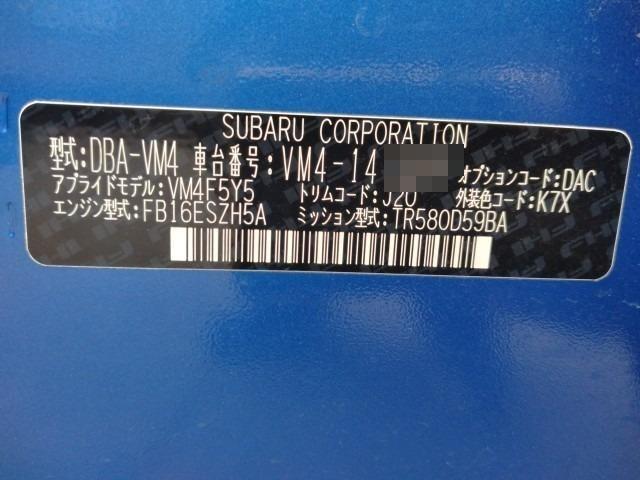 SUBARU CORPORATION
型式:DBA-VM4 車台番号:VM4-14 オプションコード:DAC
アプライドモデル:VM4F5Y5 トリムコード:J20 外装色コード:K7X
エンジン型式:FB16ESZH5A ミッション型式:TR580D59BA